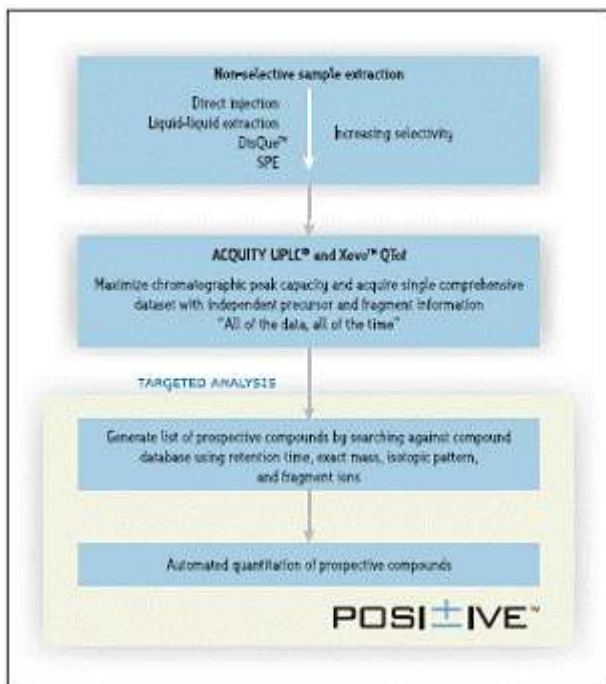 Non-selective sample extraction
Direct injection
Liquid-liquid extraction
DisQue™
SPE
Increasing selectivity
ACQUITY UPLC® and Xevo™ QTof
Maximize chromatographic peak capacity and acquire single comprehensive
dataset with independent precursor and fragment information
"All of the data, all of the time"
TARGETED ANALYSIS
Generate list of prospective compounds by searching against compound
database using retention time, exact mass, isotopic pattern,
and fragment ions
Automated quantitation of prospective compounds
POSI±IVE™